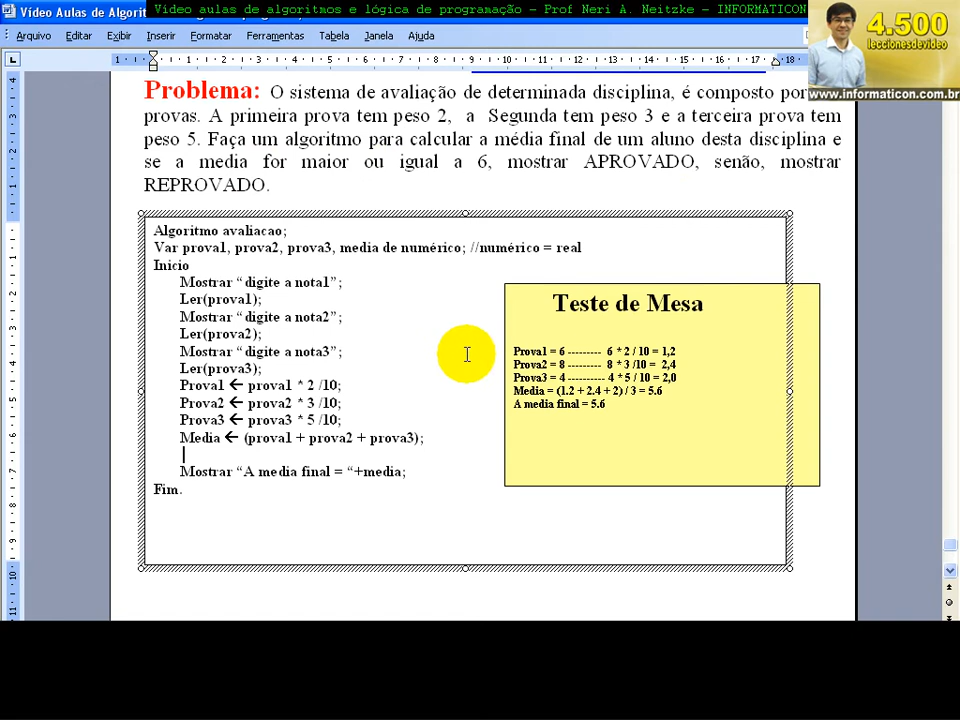 Vídeo Aulas de Algorí
Vídeo aulas de algoritmos e lógica de programação - Prof Neri A. Neitzke - INFORMATICON
4.500
leccionesdevideo
www.informaticon.com.br
Arquivo Editar Exibir Inserir Formatar Ferramentas Tabela Janela Ajuda
Problema: O sistema de avaliação de determinada disciplina, é composto por
provas. A primeira prova tem peso 2, a Segunda tem peso 3 e a terceira prova tem
peso 5. Faça um algoritmo para calcular a média final de um aluno desta disciplina e
se a media for maior ou igual a 6, mostrar APROVADO, senão, mostrar
REPROVADO.
Algoritmo avaliacao;
Var prova1, prova2, prova3, media de numérico; //numérico = real
Inicio
Mostrar “digite a nota1”;
Ler(prova1);
Mostrar “digite a nota2”;
Ler(prova2);
Mostrar “digite a nota3”;
Ler(prova3);
Prova1 ← prova1 * 2 /10;
Prova2 ← prova2 * 3 /10;
Prova3 ← prova3 * 5 /10;
Media ← (prova1 + prova2 + prova3);
Mostrar “A media final = “+media;
Fim.
Teste de Mesa
Prova1 = 6 --------- 6 * 2 / 10 = 1,2
Prova2 = 8 --------- 8 * 3 /10 = 2,4
Prova3 = 4 ---------- 4 * 5 / 10 = 2,0
Media = (1.2 + 2.4 + 2) / 3 = 5.6
A media final = 5.6